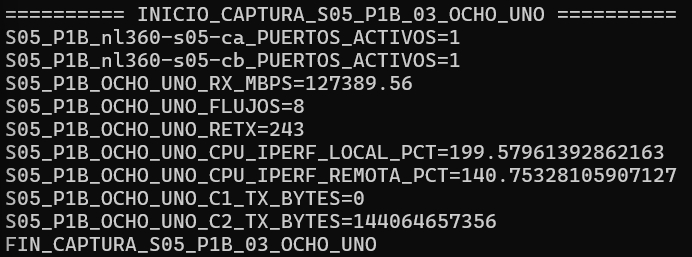 ========== INICIO_CAPTURA_S05_P1B_03_OCHO_UNO ==========
S05_P1B_nl360-s05-ca_PUERTOS_ACTIVOS=1
S05_P1B_nl360-s05-cb_PUERTOS_ACTIVOS=1
S05_P1B_OCHO_UNO_RX_MBPS=127389.56
S05_P1B_OCHO_UNO_FLUJOS=8
S05_P1B_OCHO_UNO_RETX=243
S05_P1B_OCHO_UNO_CPU_IPERF_LOCAL_PCT=199.57961392862163
S05_P1B_OCHO_UNO_CPU_IPERF_REMOTA_PCT=140.75328105907127
S05_P1B_OCHO_UNO_C1_TX_BYTES=0
S05_P1B_OCHO_UNO_C2_TX_BYTES=144064657356
FIN_CAPTURA_S05_P1B_03_OCHO_UNO